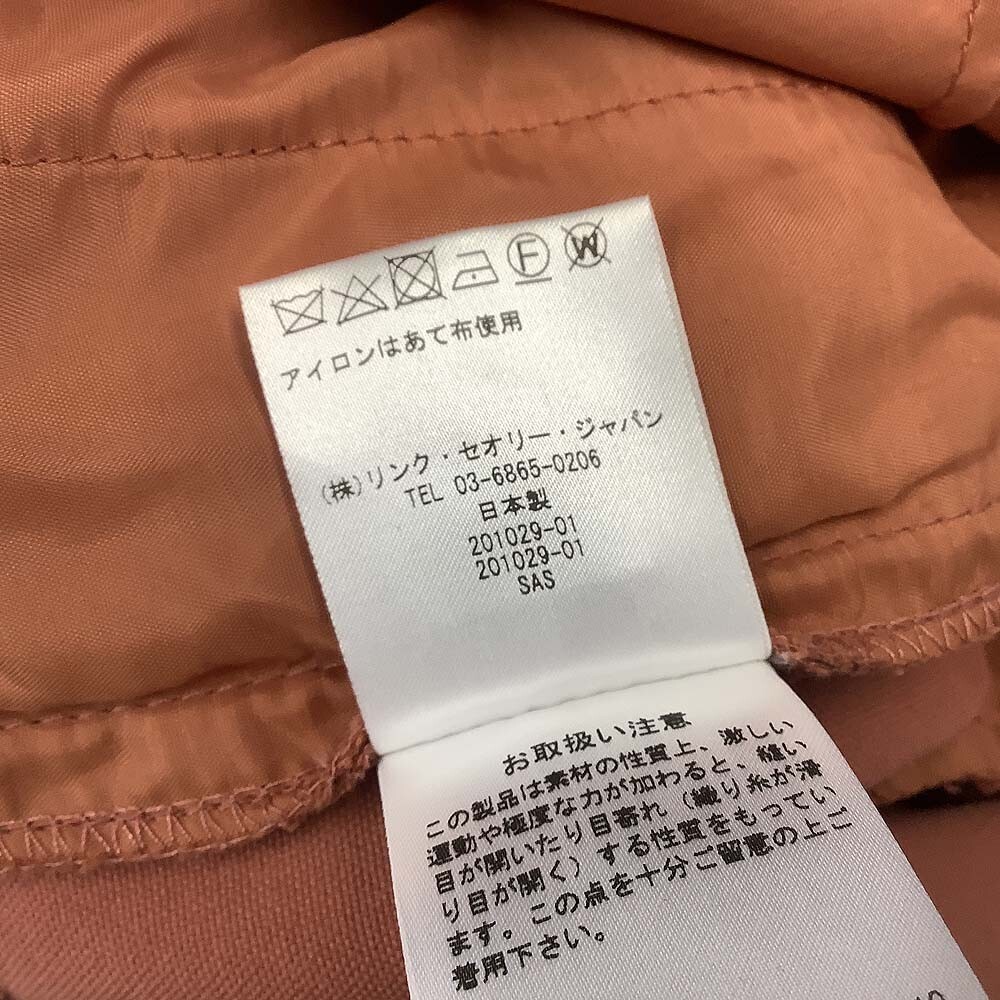 F W
アイロンはあて布使用
(株)リンク・セオリー・ジャパン
TEL 03-6865-0206
日本製
201029-01
201029-01
SAS
お取扱い注意
この製品は素材の性質上、激しい
運動や極度な力が加わると、縫い
目が開いたり目寄れ（織り糸が滑
り目が開く）する性質をもってい
ます。この点を十分ご留意の上ご
着用下さい。